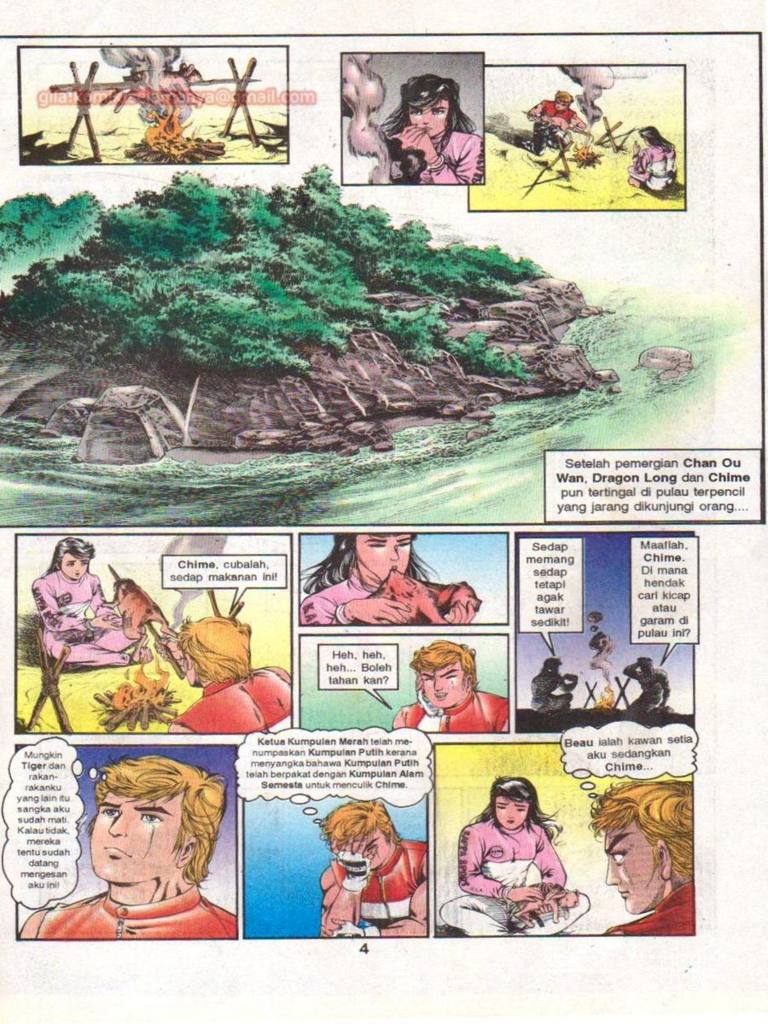 gila.komik
ya@gmail.com
Setelah pemergian Chan Ou
Wan, Dragon Long dan Chime
pun tertingal di pulau terpencil
yang jarang dikunjungi orang....
Chime, cubalah,
sedap makanan ini!
Heh, heh,
heh... Boleh
tahan kan?
Sedap
memang
sedap
tetapi
agak
tawar
sedikit!
Maaflah,
Chime.
Di mana
hendak
cari kicap
atau
garam di
pulau ini?
Mungkin
Tiger dan
rakan-
rakanku
yang lain itu
sangka aku
sudah mati.
Kalau tidak,
mereka
tentu sudah
datang
mengesan
aku ini!
Ketua Kumpulan Merah telah me-
numpaskan Kumpulan Putih kerana
menyangka bahawa Kumpulan Putih
telah berpakat dengan Kumpulan Alam
Semesta untuk menculik Chime.
Beau ialah kawan setia
aku sedangkan
Chime...
4